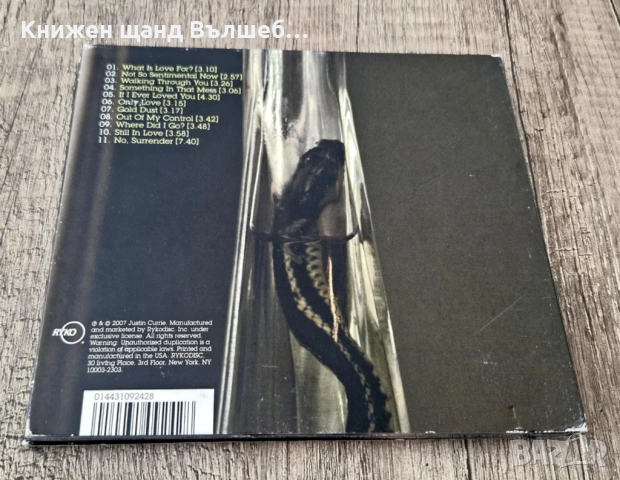 Книжен щанд Вълшеб...
01. What Is Love For? [3.10]
02. Not So Sentimental Now [2.57]
03. Walking Through You [3.26]
04. Something In That Mess [3.06]
05. If I Ever Loved You [4.30]
06. Only Love [3.15]
07. Gold Dust [3.17]
08. Out Of My Control [3.42]
09. Where Did I Go? [3.48]
10. Still In Love [3.58]
11. No, Surrender [7.40]
RYKO
℗ & © 2007 Justin Currie. Manufactured
and marketed by Rykodisc, Inc. under
exclusive license. All rights reserved.
Warning: Unauthorized duplication is a
violation of applicable laws. Printed and
manufactured in the USA. RYKODISC,
30 Irving Place, 3rd Floor, New York, NY
10003-2303
014431092428
BAZAR